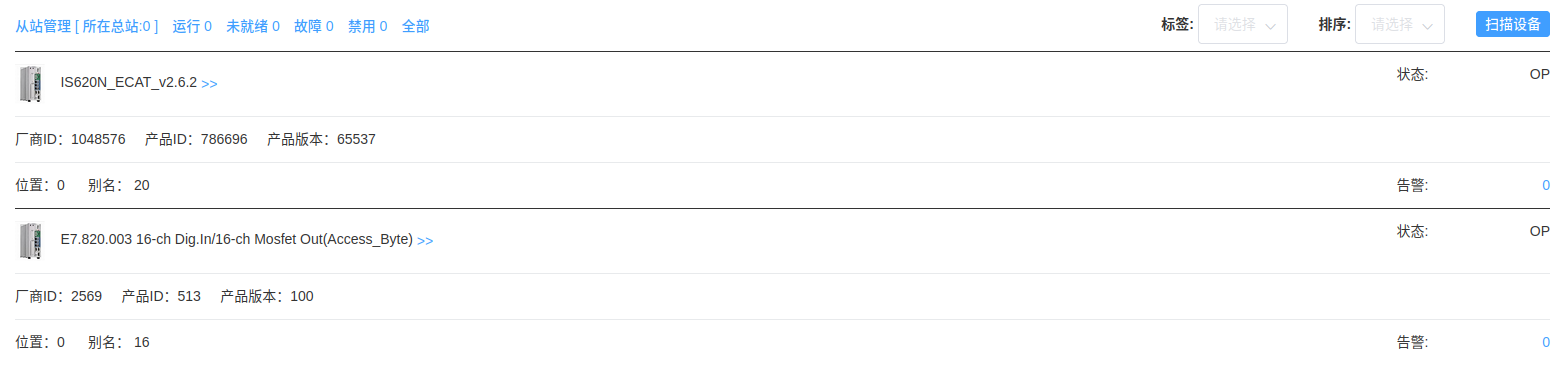 从站管理 [ 所在总站:0 ] 运行 0 未就绪 0 故障 0 禁用 0 全部 标签: 请选择 排序: 请选择 扫描设备
IS620N_ECAT_v2.6.2 >> 状态: OP
厂商ID：1048576 产品ID：786696 产品版本：65537
位置：0 别名： 20 告警: 0
E7.820.003 16-ch Dig.In/16-ch Mosfet Out(Access_Byte) >> 状态: OP
厂商ID：2569 产品ID：513 产品版本：100
位置：0 别名： 16 告警: 0